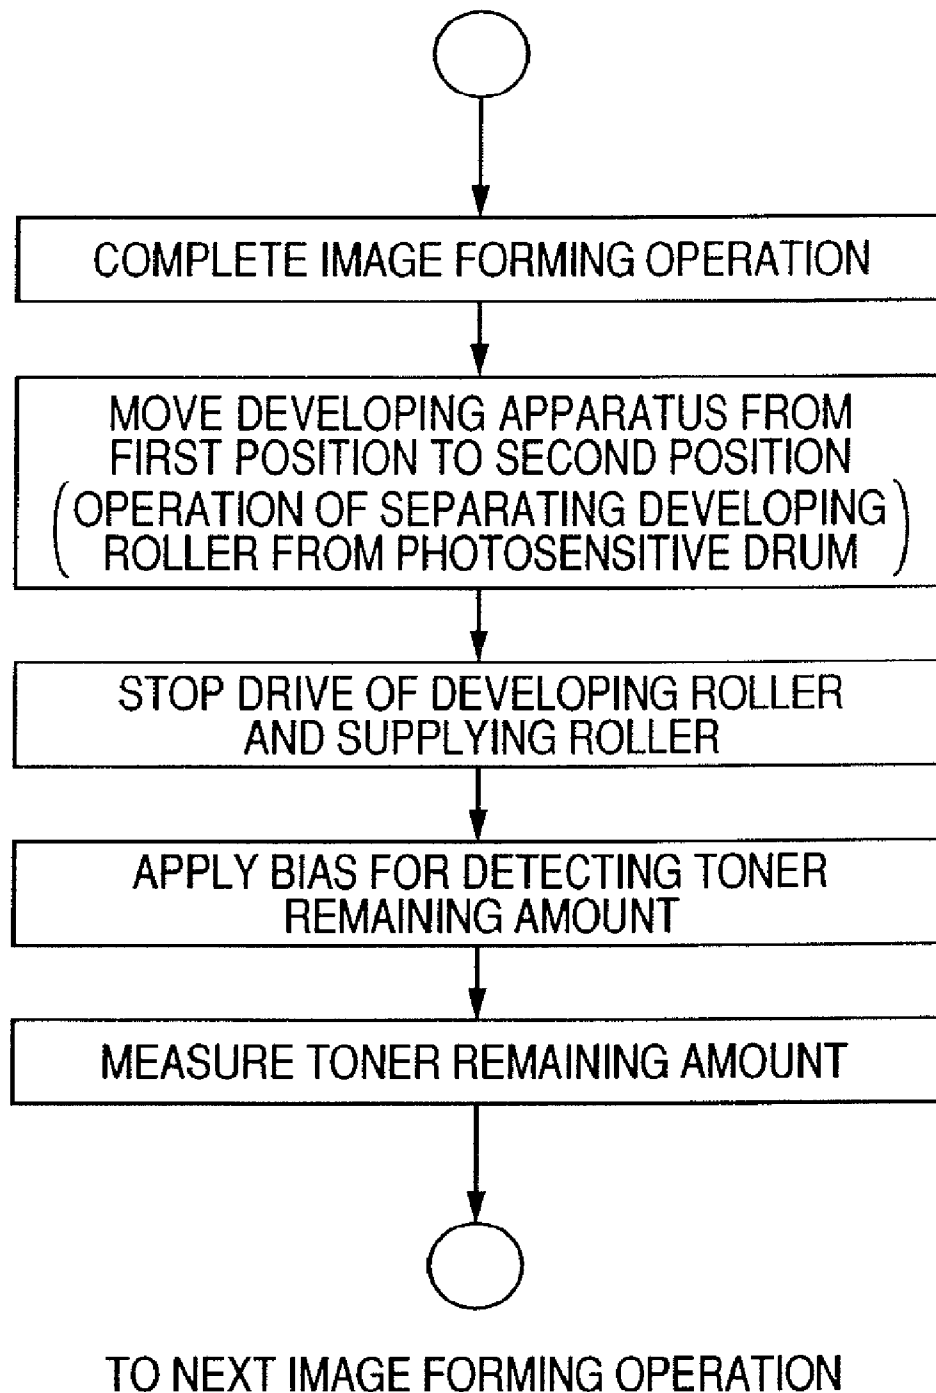 COMPLETE IMAGE FORMING OPERATION
MOVE DEVELOPING APPARATUS FROM
FIRST POSITION TO SECOND POSITION
(OPERATION OF SEPARATING DEVELOPING
ROLLER FROM PHOTOSENSITIVE DRUM)
STOP DRIVE OF DEVELOPING ROLLER
AND SUPPLYING ROLLER
APPLY BIAS FOR DETECTING TONER
REMAINING AMOUNT
MEASURE TONER REMAINING AMOUNT
TO NEXT IMAGE FORMING OPERATION